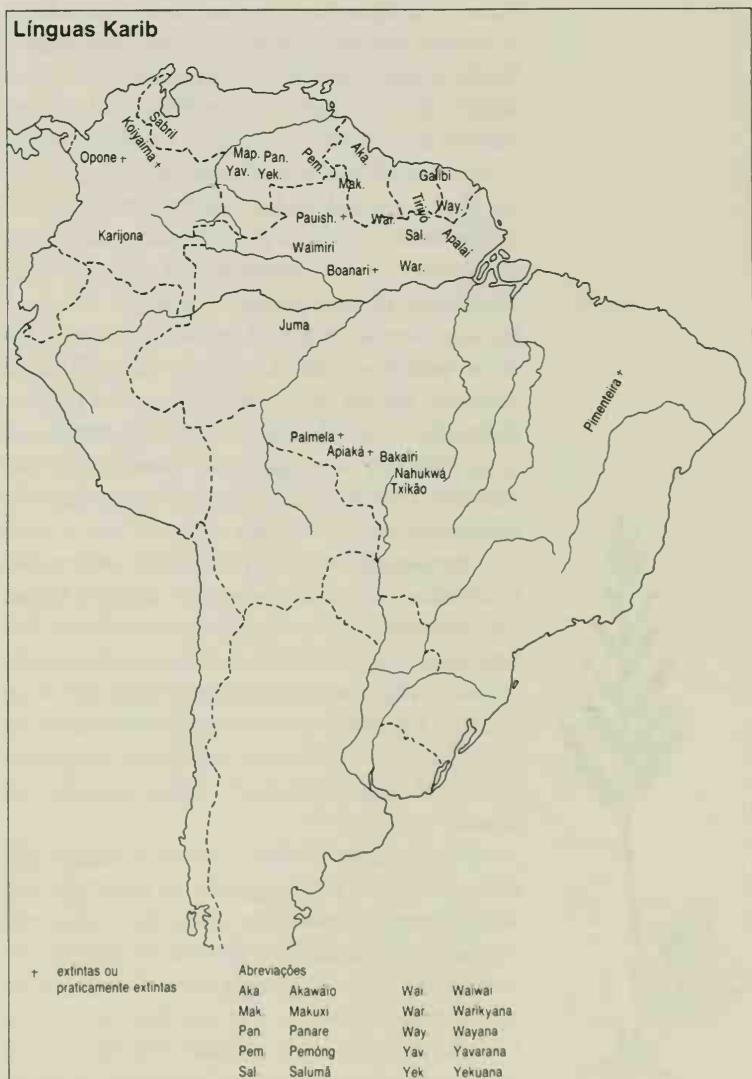 Línguas Karib
Sabril
Koiyaima +
Opone +
Map. Pan.
Yav. Yek.
Pem.
Aka.
Mak.
Galibi
Tiriyó
Way.
Pauish. +
War.
Sal.
Apalai
Karijona
Waimiri
Boanari +
War.
Juma
Pimenteira +
Palmela +
Apiaká + Bakairi
Nahukwá
Txikão
+ extintas ou
praticamente extintas
Abreviações
Aka Akawaio Wai. Waiwai
Mak. Makuxi War. Warikyana
Pan. Panare Way. Wayana
Pem. Pemóng Yav. Yavarana
Sal Salumã Yek Yekuana